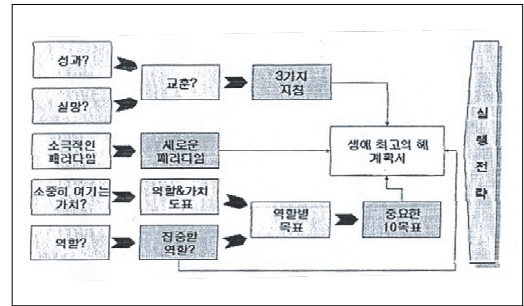 성과?
교훈?
3가지
지침
실망?
소극적인
패러다임
새로운
패러다임
생애 최고의 해
계획서
소중히 여기는
가치?
역할&가치
도표
역할별
목표
중요한
10목표
역할?
집중할
역할?
실행전략